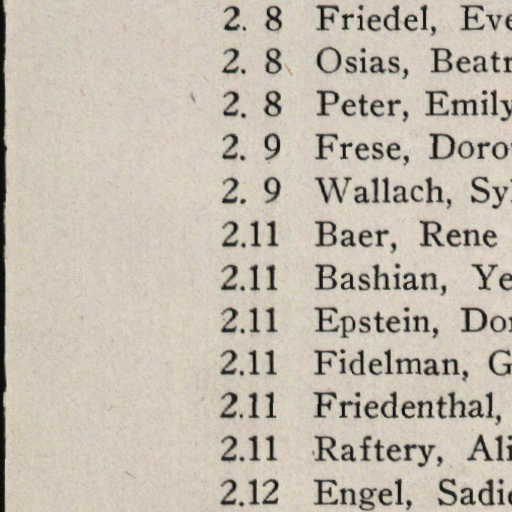 2. 8 Friedel, Eve
2. 8 Osias, Beatr
2. 8 Peter, Emily
2. 9 Frese, Doro
2. 9 Wallach, Syl
2.11 Baer, Rene
2.11 Bashian, Ye
2.11 Epstein, Dor
2.11 Fidelman, G
2.11 Friedenthal,
2.11 Raftery, Ali
2.12 Engel, Sadie